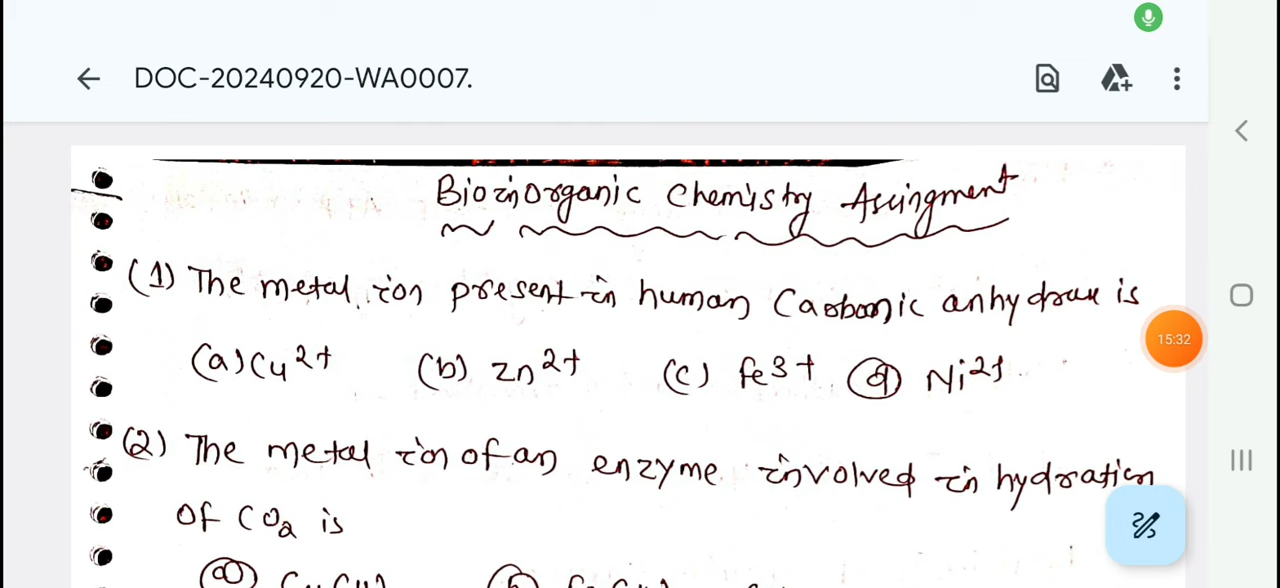 DOC-20240920-WA0007.
Bioinorganic Chemistry Assingment
(1) The metal ion present in human Carbonic anhydrase is
(a) Cu2+ (b) Zn2+ (c) Fe3+ (d) Ni2+
15:32
(2) The metal ion of an enzyme involved in hydration
of CO2 is